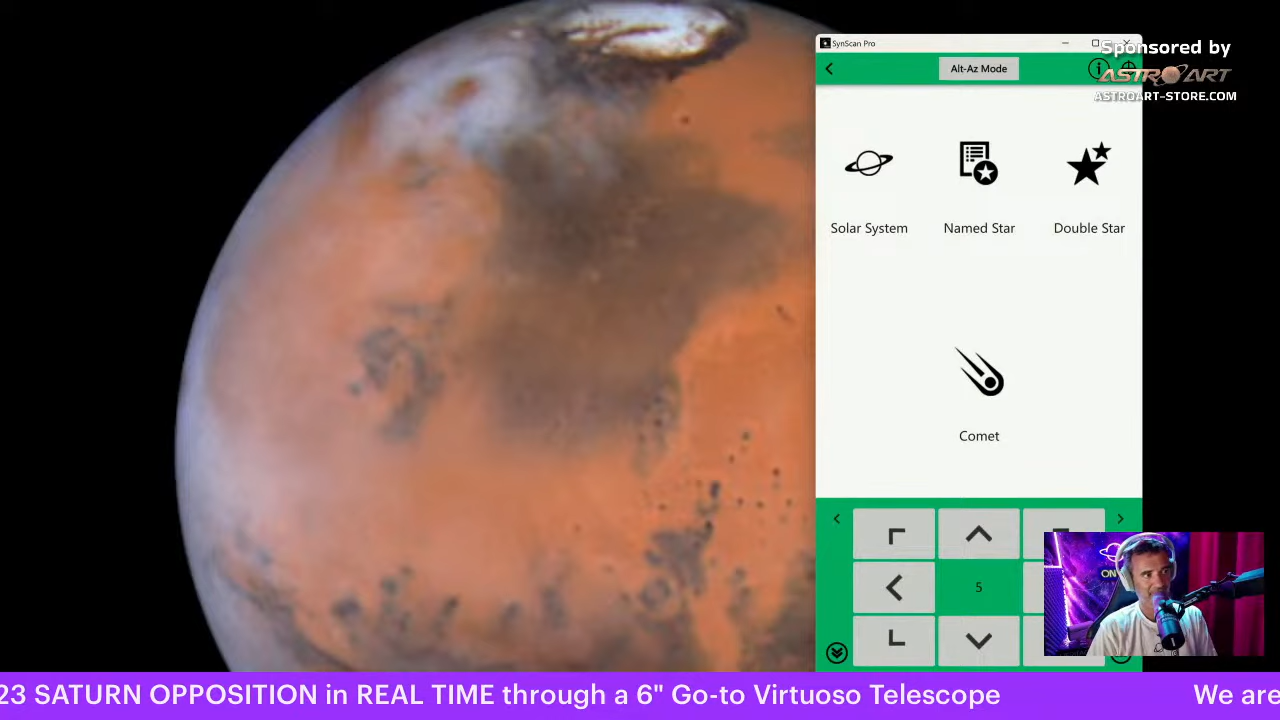 SynScan Pro
Sponsored by
Alt-Az Mode
ASTROART
ASTROART-STORE.COM
Solar System
Named Star
Double Star
Comet
5
ON
23 SATURN OPPOSITION in REAL TIME through a 6" Go-to Virtuoso Telescope
We are